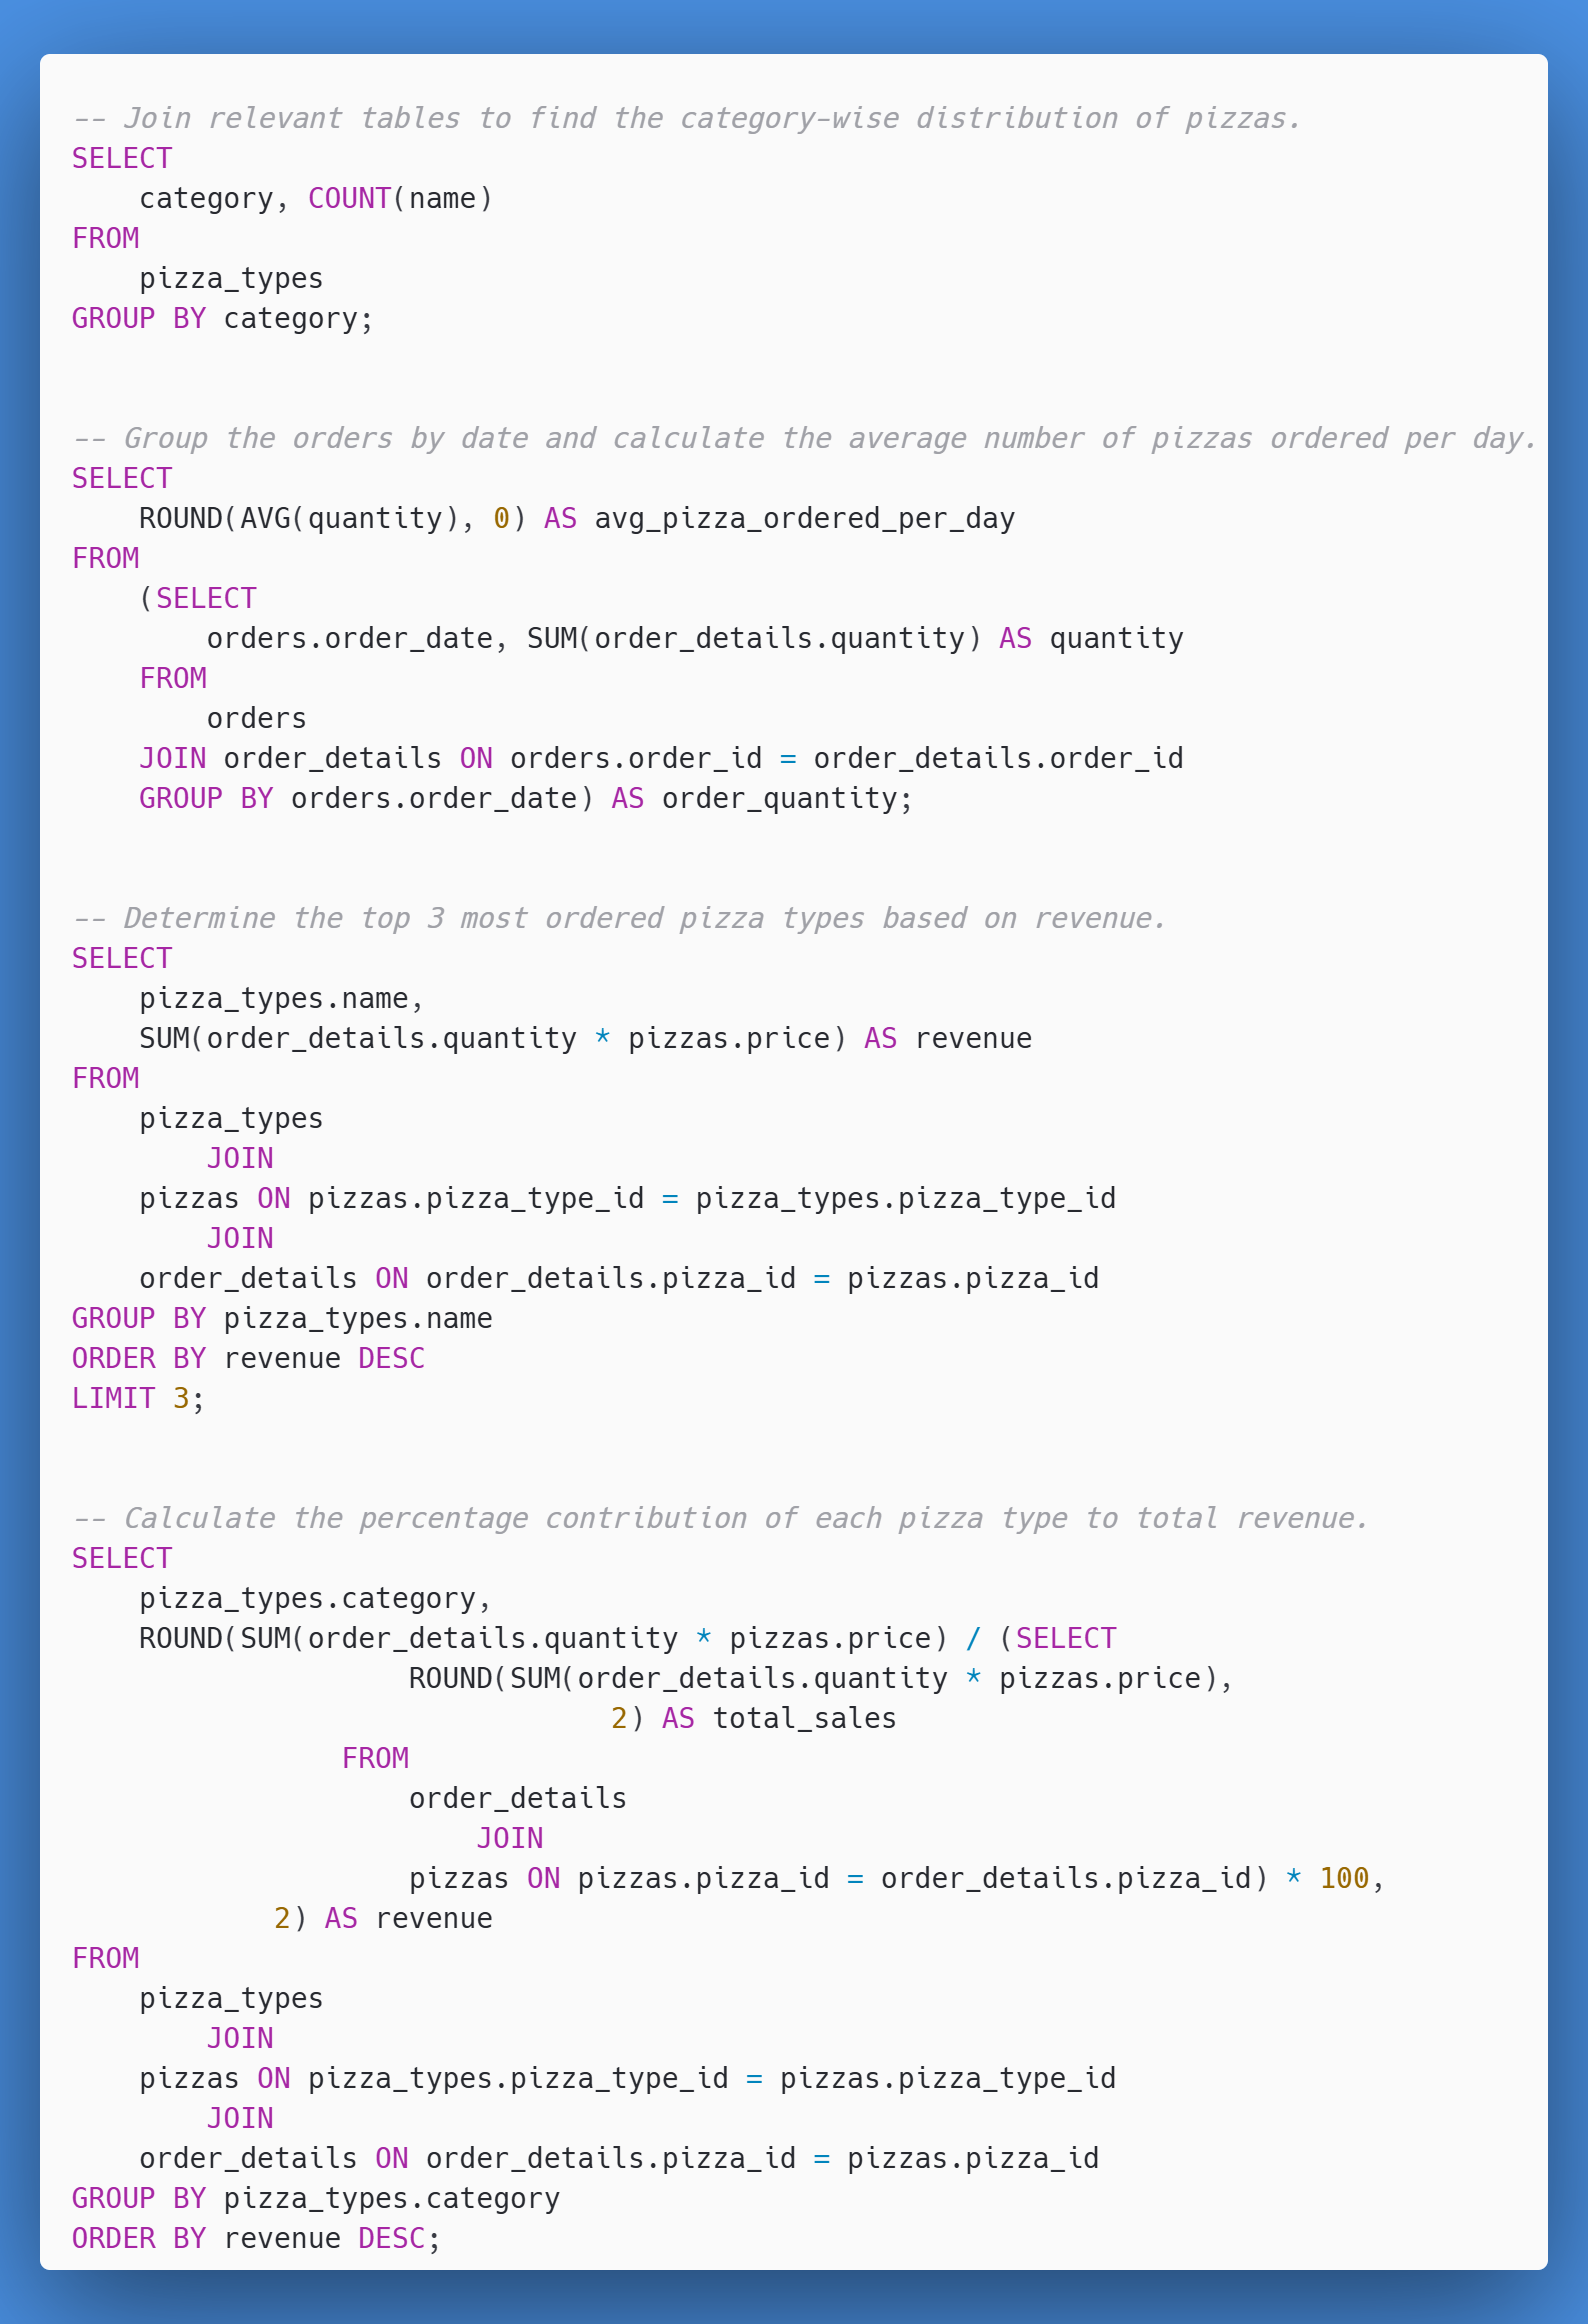 -- Join relevant tables to find the category-wise distribution of pizzas.
SELECT
    category, COUNT(name)
FROM
    pizza_types
GROUP BY category;
-- Group the orders by date and calculate the average number of pizzas ordered per day.
SELECT
    ROUND(AVG(quantity), 0) AS avg_pizza_ordered_per_day
FROM
    (SELECT
        orders.order_date, SUM(order_details.quantity) AS quantity
    FROM
        orders
    JOIN order_details ON orders.order_id = order_details.order_id
    GROUP BY orders.order_date) AS order_quantity;
-- Determine the top 3 most ordered pizza types based on revenue.
SELECT
    pizza_types.name,
    SUM(order_details.quantity * pizzas.price) AS revenue
FROM
    pizza_types
        JOIN
    pizzas ON pizzas.pizza_type_id = pizza_types.pizza_type_id
        JOIN
    order_details ON order_details.pizza_id = pizzas.pizza_id
GROUP BY pizza_types.name
ORDER BY revenue DESC
LIMIT 3;
-- Calculate the percentage contribution of each pizza type to total revenue.
SELECT
    pizza_types.category,
    ROUND(SUM(order_details.quantity * pizzas.price) / (SELECT
                    ROUND(SUM(order_details.quantity * pizzas.price),
                                2) AS total_sales
                FROM
                    order_details
                        JOIN
                    pizzas ON pizzas.pizza_id = order_details.pizza_id) * 100,
            2) AS revenue
FROM
    pizza_types
        JOIN
    pizzas ON pizza_types.pizza_type_id = pizzas.pizza_type_id
        JOIN
    order_details ON order_details.pizza_id = pizzas.pizza_id
GROUP BY pizza_types.category
ORDER BY revenue DESC;